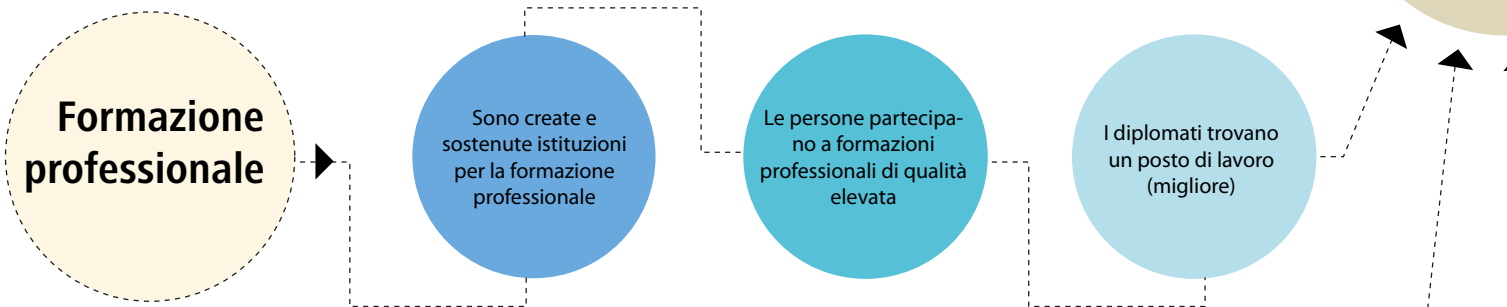 Formazione
professionale
Sono create e
sostenute istituzioni
per la formazione
professionale
Le persone partecipa-
no a formazioni
professionali di qualità
elevata
I diplomati trovano
un posto di lavoro
(migliore)